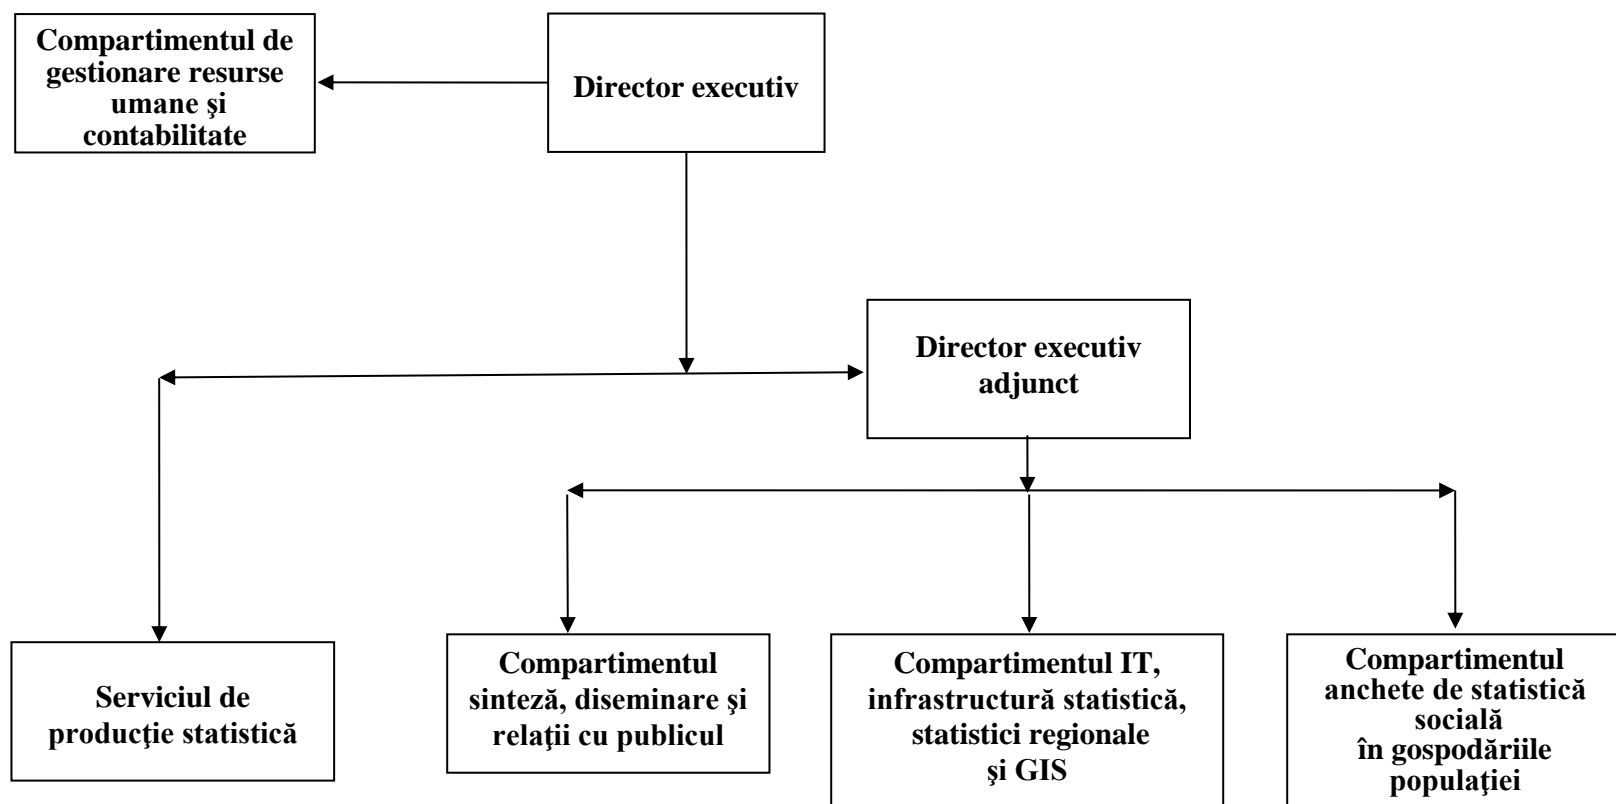 Compartimentul de
gestionare resurse
umane şi
contabilitate
Director executiv
Director executiv
adjunct
Serviciul de
producţie statistică
Compartimentul
sinteză, diseminare şi
relaţii cu publicul
Compartimentul IT,
infrastructură statistică,
statistici regionale
şi GIS
Compartimentul
anchete de statistică
socială
în gospodăriile
populaţiei